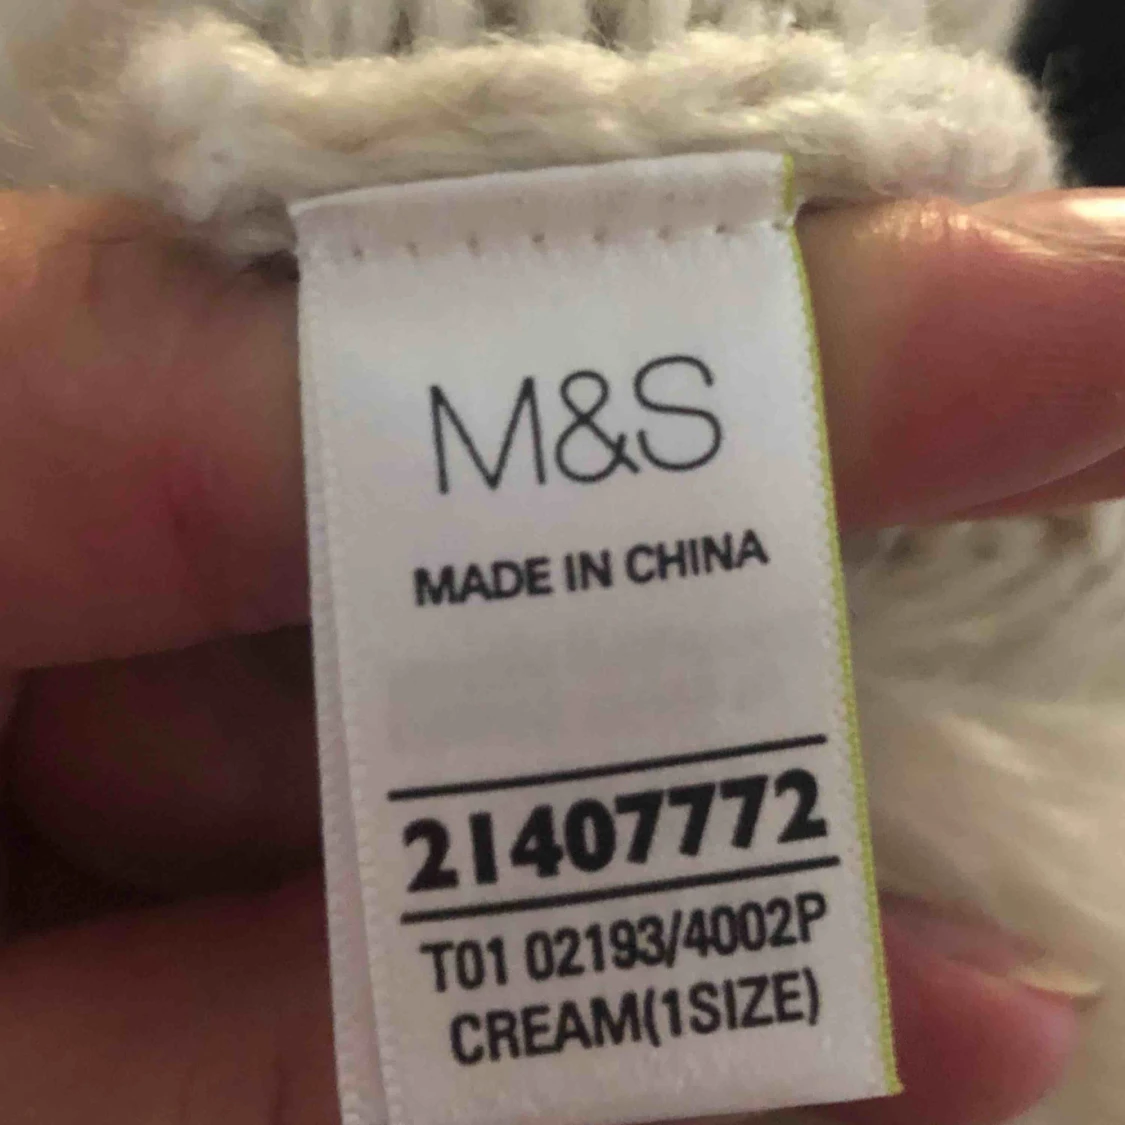 M&S
MADE IN CHINA
21407772
T01 02193/4002P
CREAM(1SIZE)